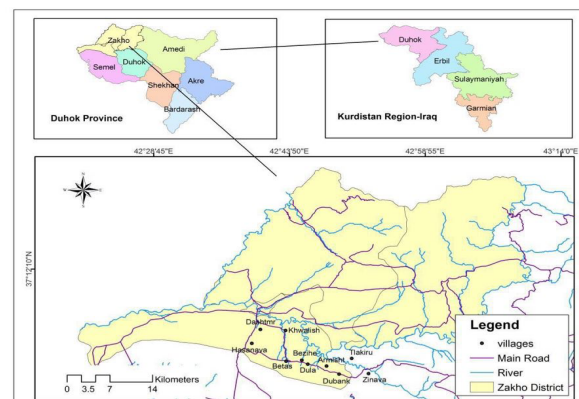 Zakho
Amedi
Semel
Duhok
Shekhan
Akre
Bardarash
Duhok Province
Duhok
Erbil
Sulaymaniyah
Garmian
Kurdistan Region-Iraq
42°28'45"E
42°43'50"E
42°58'55"E
43°14'0"E
37°12'10"N
N
Dashtmr
Khwalish
Hasanava
Bezihe
Armisht
Tlakiru
Betas
Dula
Dubank
Zinava
Kilometers
0 3.5 7 14
Legend
villages
Main Road
River
Zakho District